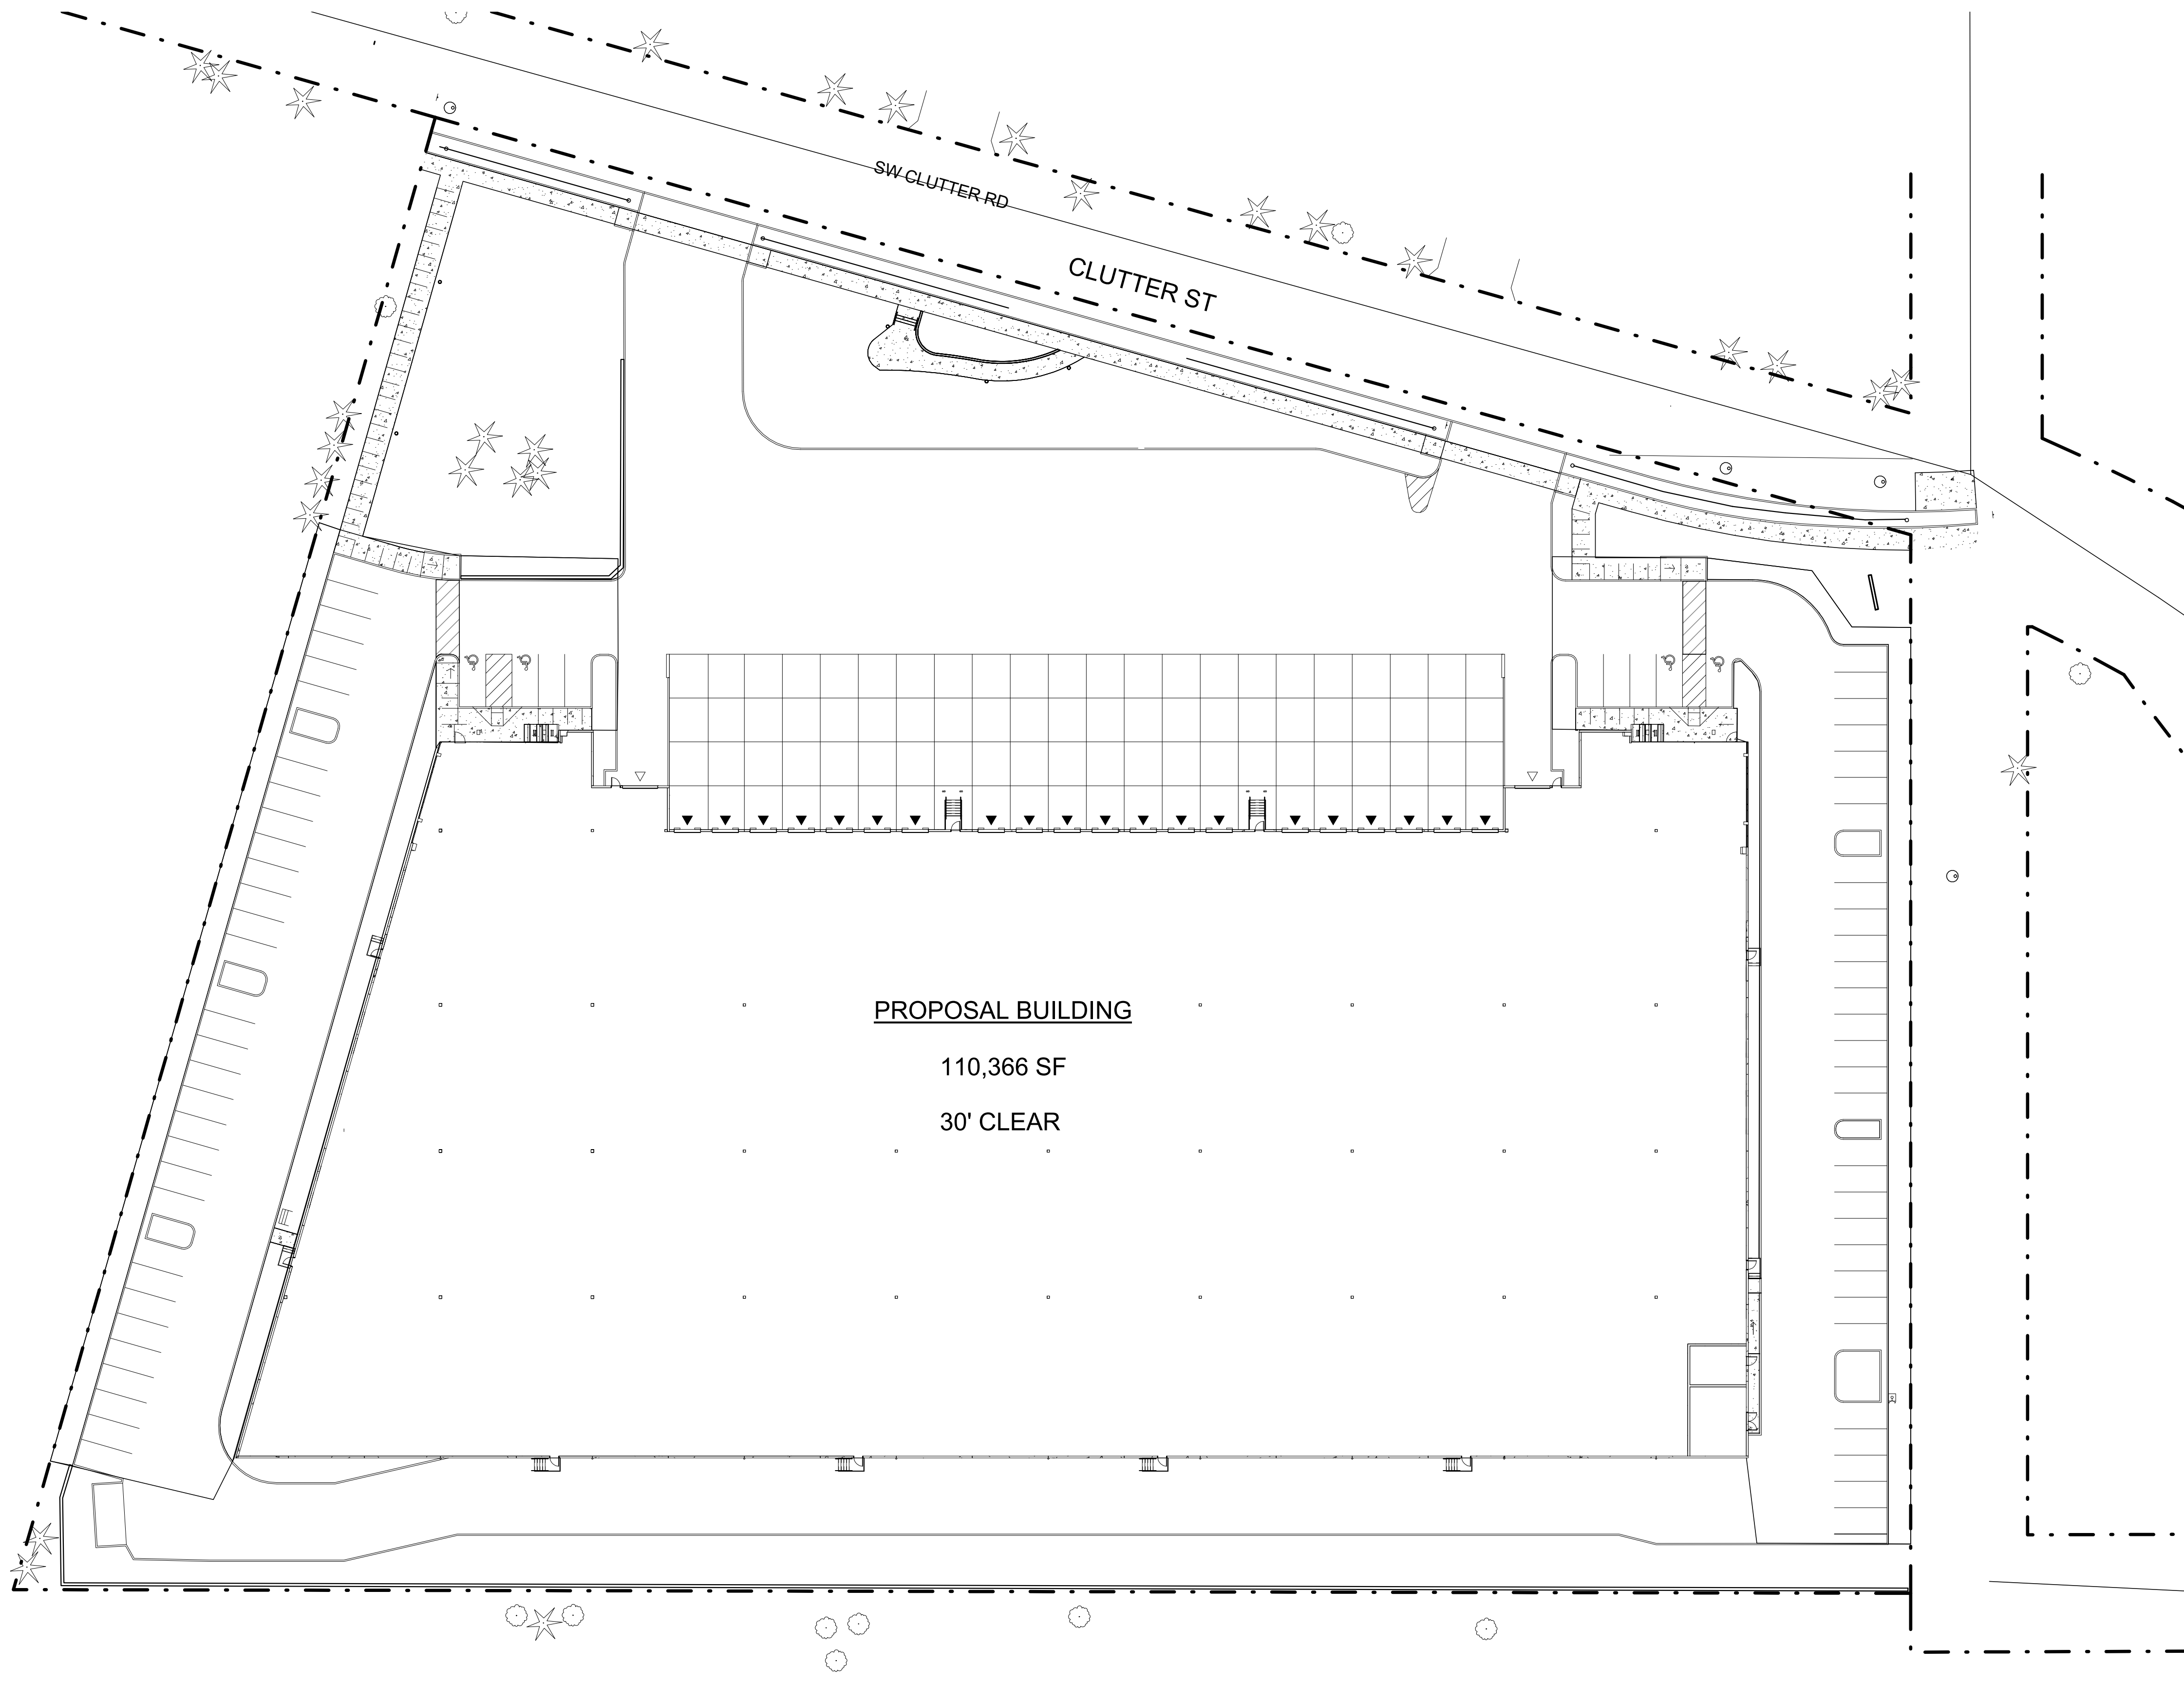 SW CLUTTER RD
CLUTTER ST
PROPOSAL BUILDING
110,366 SF
30' CLEAR